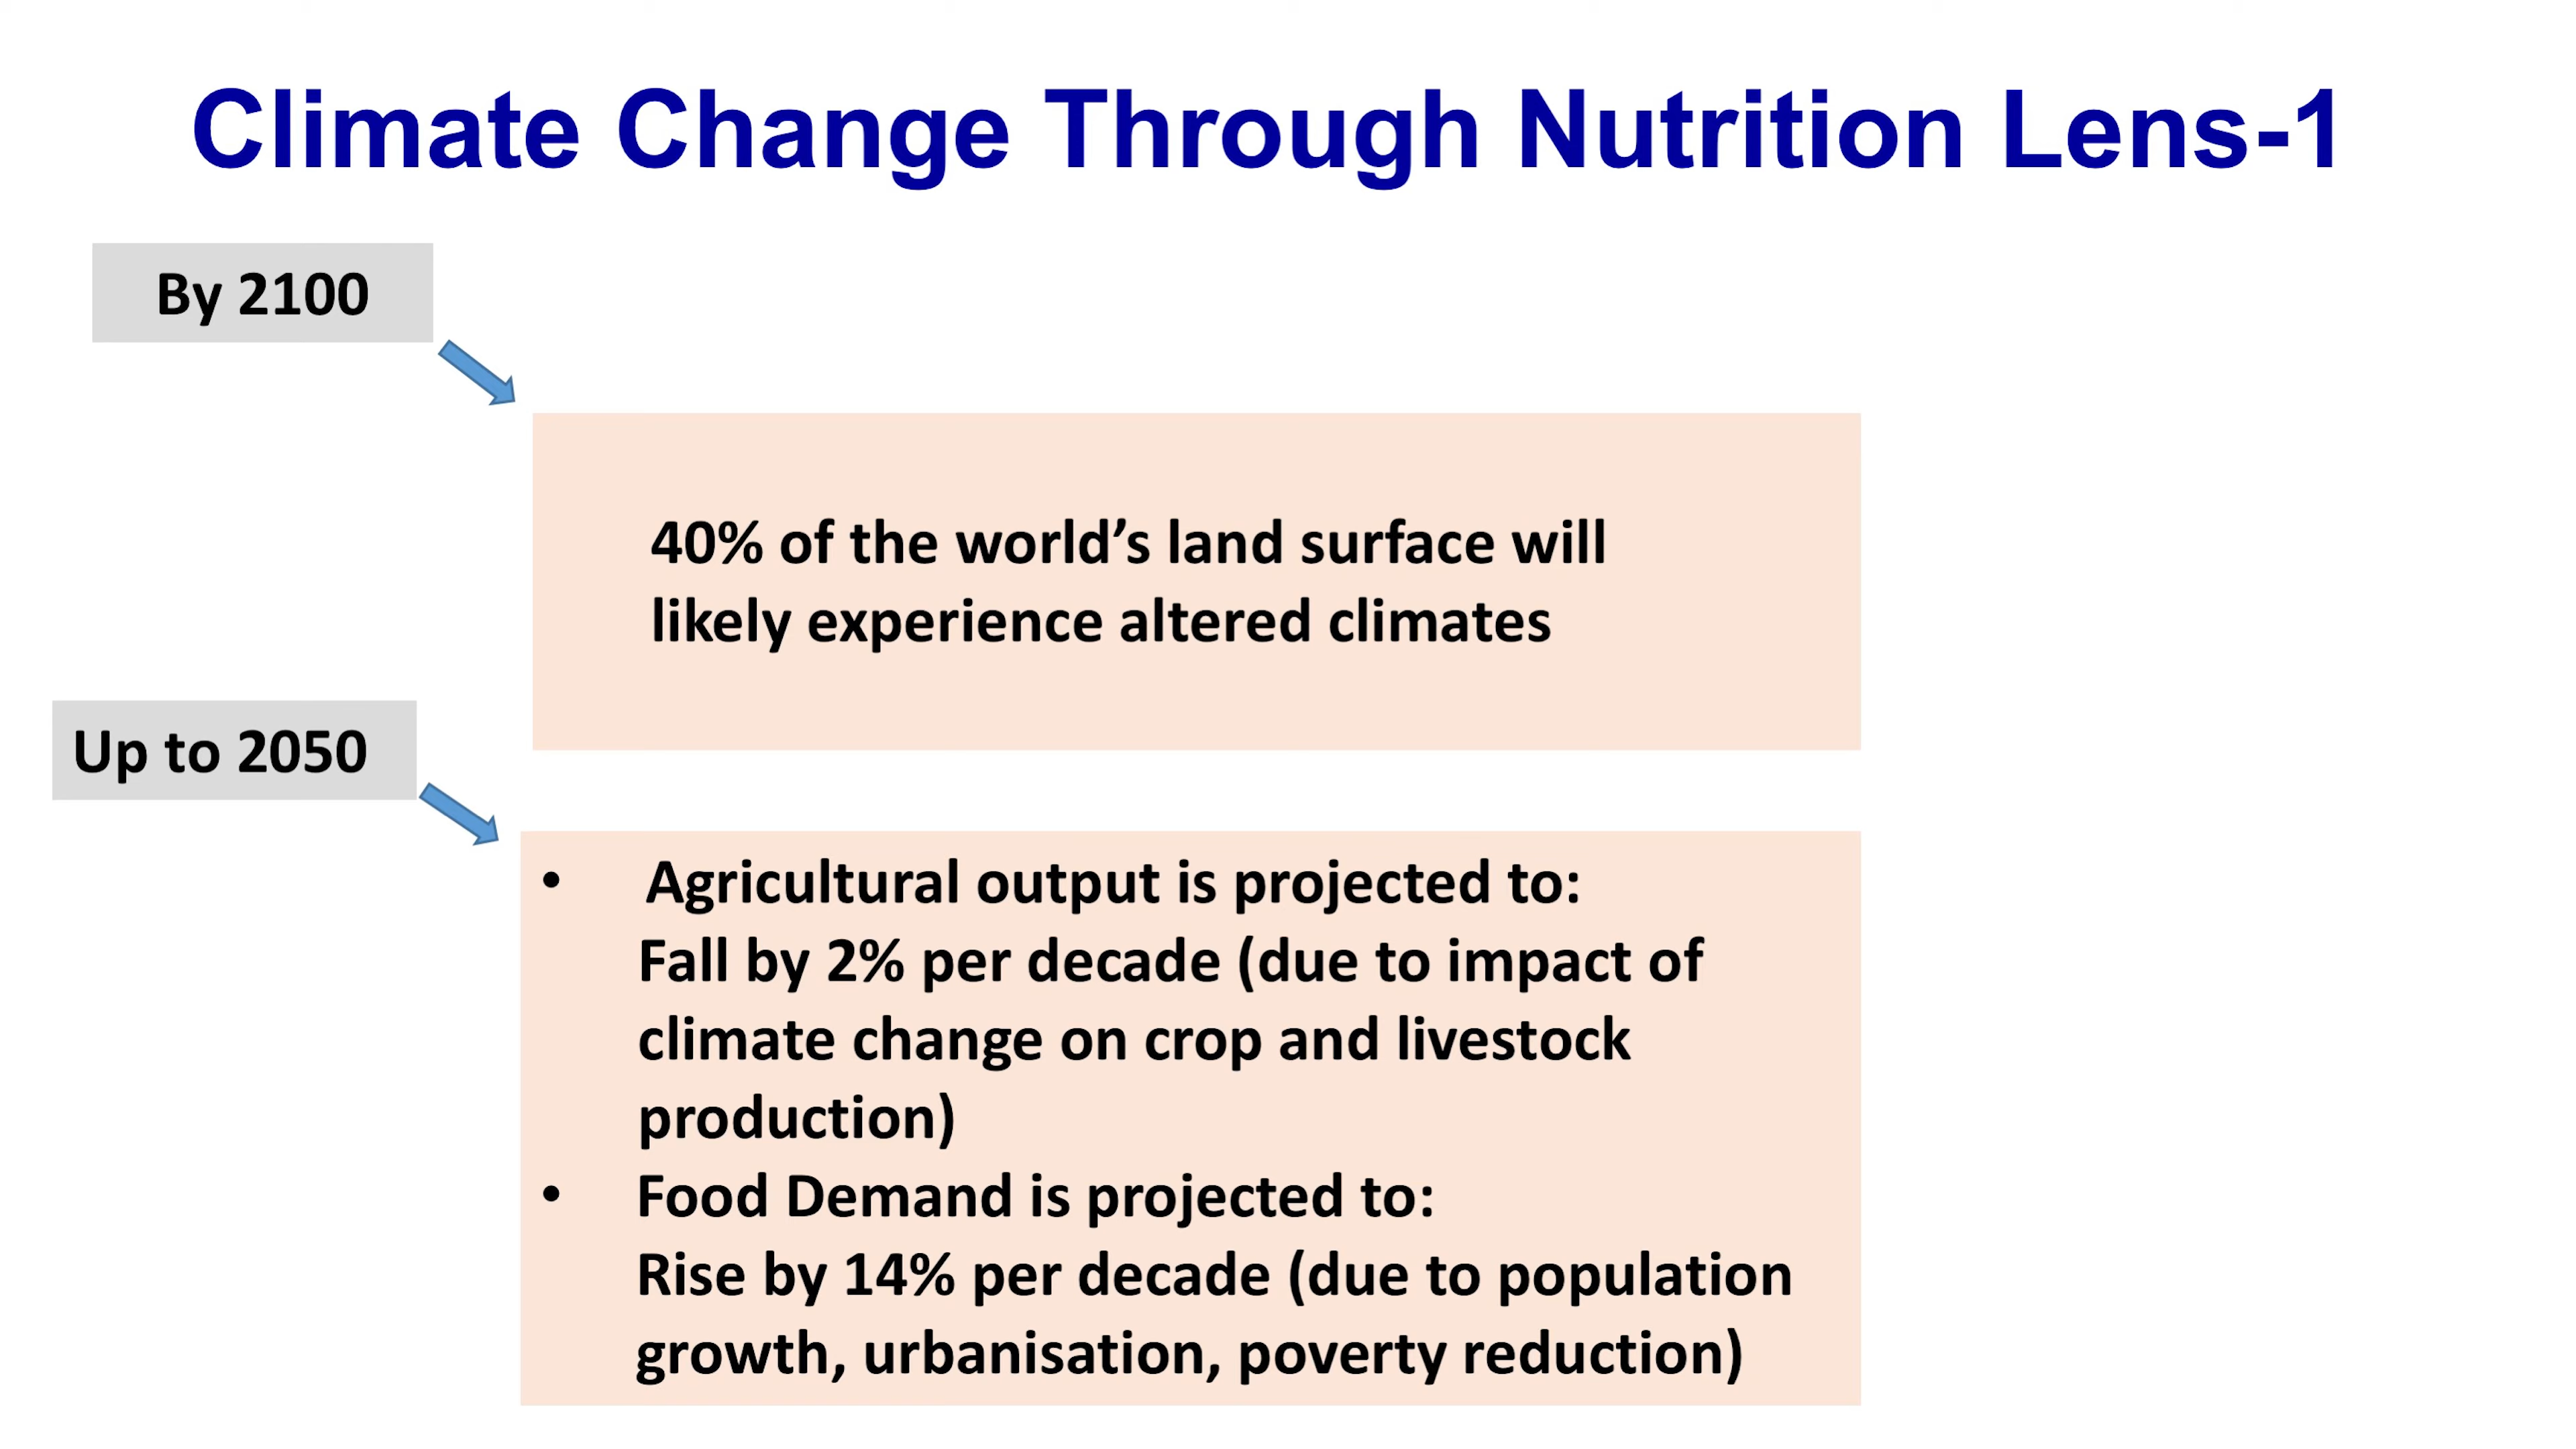 Climate Change Through Nutrition Lens-1
By 2100
40% of the world’s land surface will
likely experience altered climates
Up to 2050
• Agricultural output is projected to:
Fall by 2% per decade (due to impact of
climate change on crop and livestock
production)
• Food Demand is projected to:
Rise by 14% per decade (due to population
growth, urbanisation, poverty reduction)